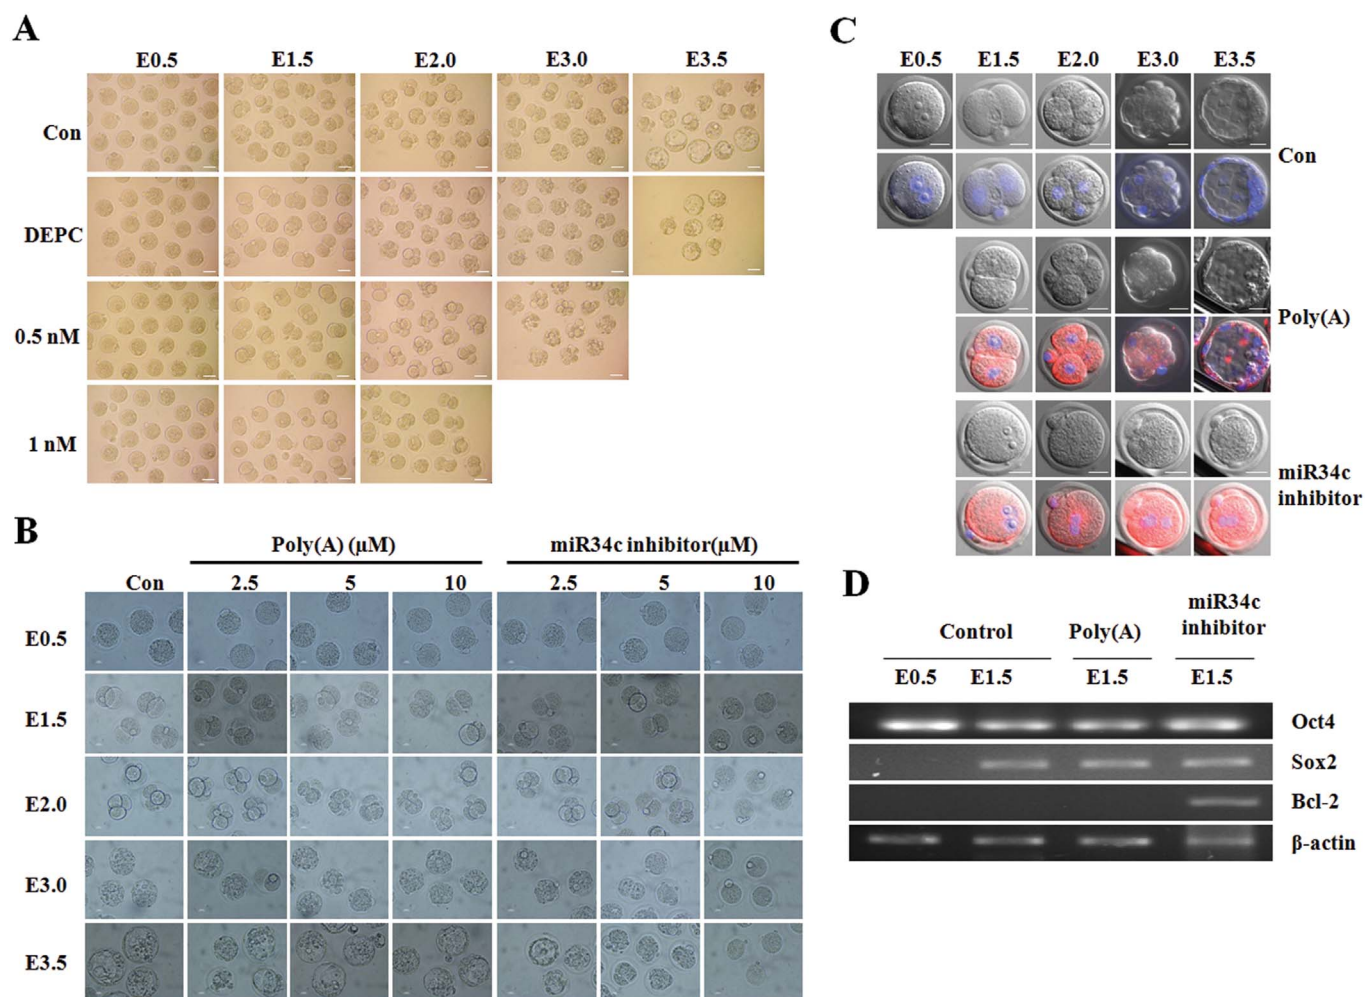 A
E0.5 E1.5 E2.0 E3.0 E3.5
Con
DEPC
0.5 nM
1 nM
B
Poly(A) (μM) miR34c inhibitor(μM)
Con 2.5 5 10 2.5 5 10
E0.5
E1.5
E2.0
E3.0
E3.5
C
E0.5 E1.5 E2.0 E3.0 E3.5
Con
Poly(A)
miR34c
inhibitor
D
miR34c
Control Poly(A) inhibitor
E0.5 E1.5 E1.5 E1.5
Oct4
Sox2
Bcl-2
β-actin